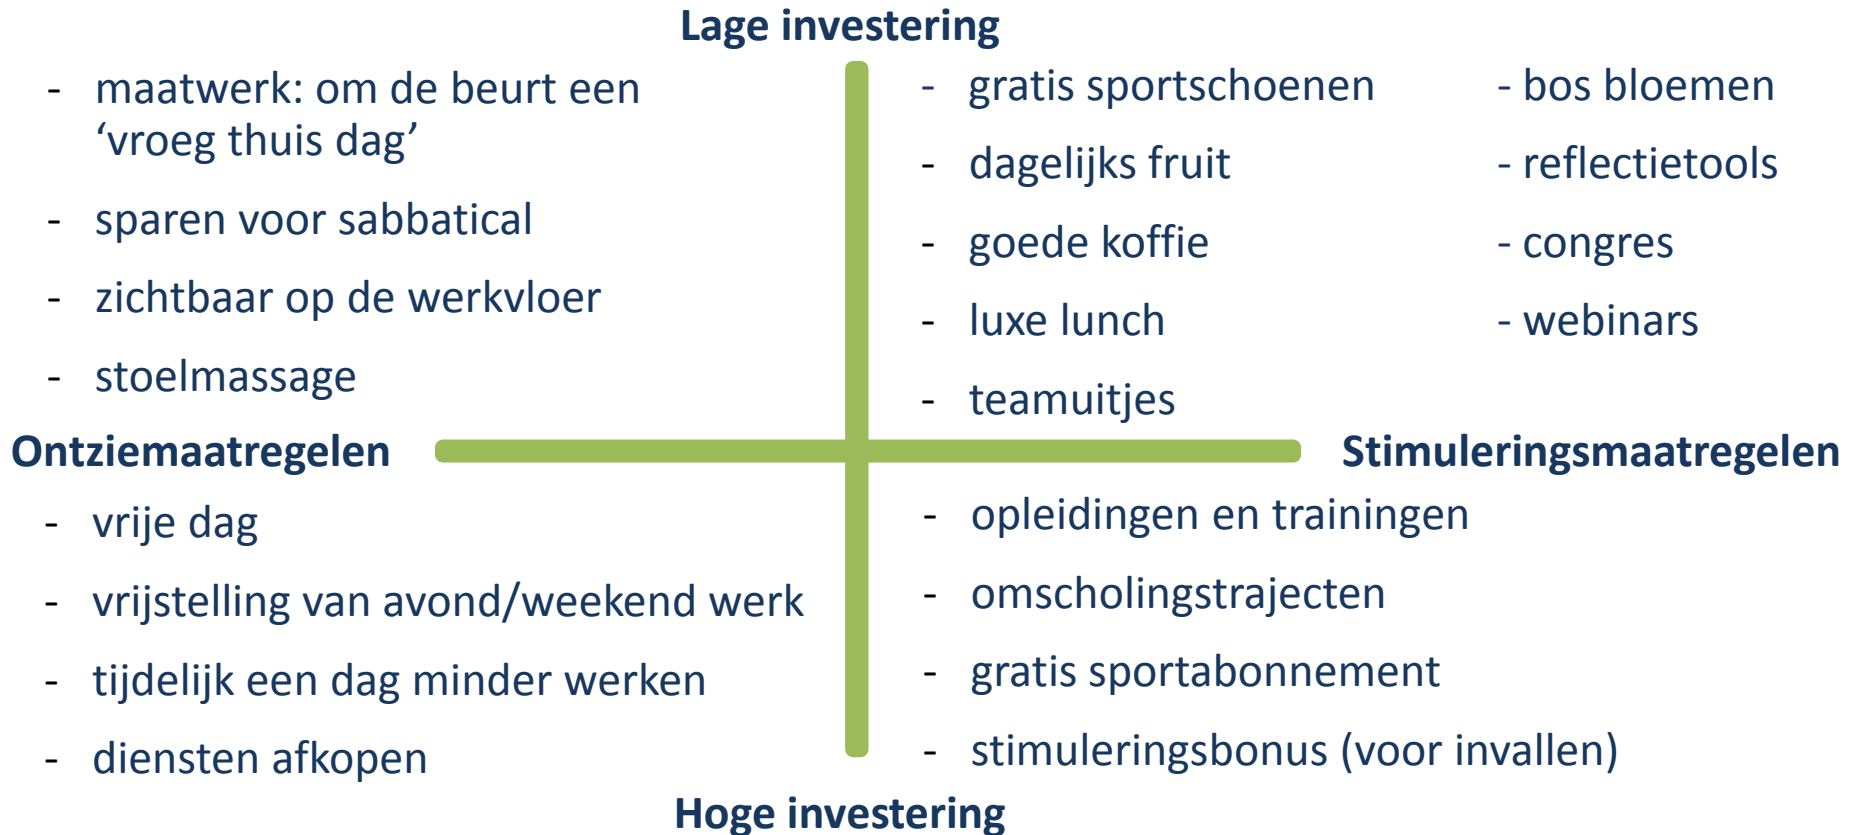 Lage investering
- maatwerk: om de beurt een
‘vroeg thuis dag’
- sparen voor sabbatical
- zichtbaar op de werkvloer
- stoelmassage
- gratis sportschoenen
- dagelijks fruit
- goede koffie
- luxe lunch
- teamuitjes
- bos bloemen
- reflectietools
- congres
- webinars
Ontziemaatregelen
Stimuleringsmaatregelen
- vrije dag
- vrijstelling van avond/weekend werk
- tijdelijk een dag minder werken
- diensten afkopen
- opleidingen en trainingen
- omscholingstrajecten
- gratis sportabonnement
- stimuleringsbonus (voor invallen)
Hoge investering